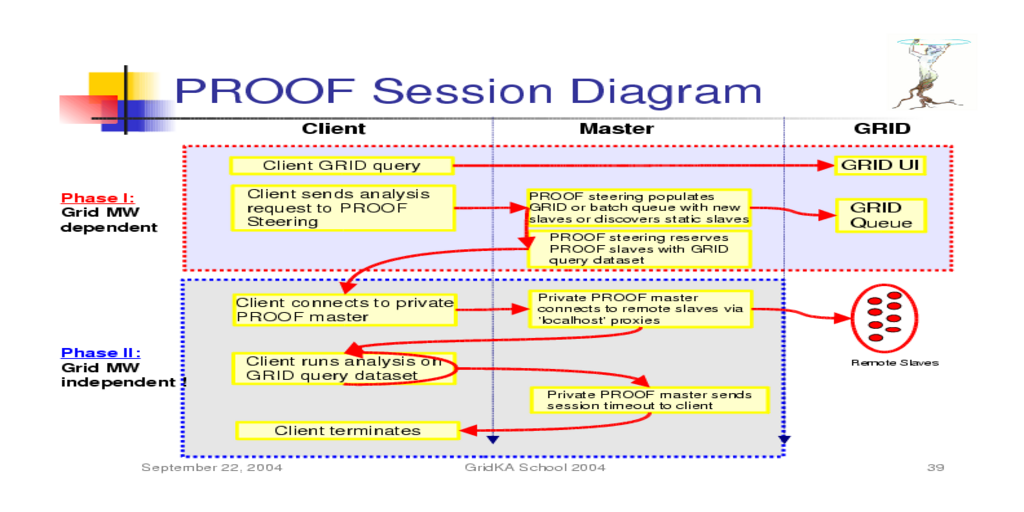 PROOF Session Diagram
Client
Master
GRID
Phase I:
Grid MW
dependent
Client GRID query
GRID UI
Client sends analysis
request to PROOF
Steering
PROOF steering populates
GRID or batch queue with new
slaves or discovers static slaves
GRID
Queue
PROOF steering reserves
PROOF slaves with GRID
query dataset
Phase II:
Grid MW
independent !
Client connects to private
PROOF master
Private PROOF master
connects to remote slaves via
'localhost' proxies
Remote Slaves
Client runs analysis on
GRID query dataset
Private PROOF master sends
session timeout to client
Client terminates
September 22, 2004
GridKA School 2004
39